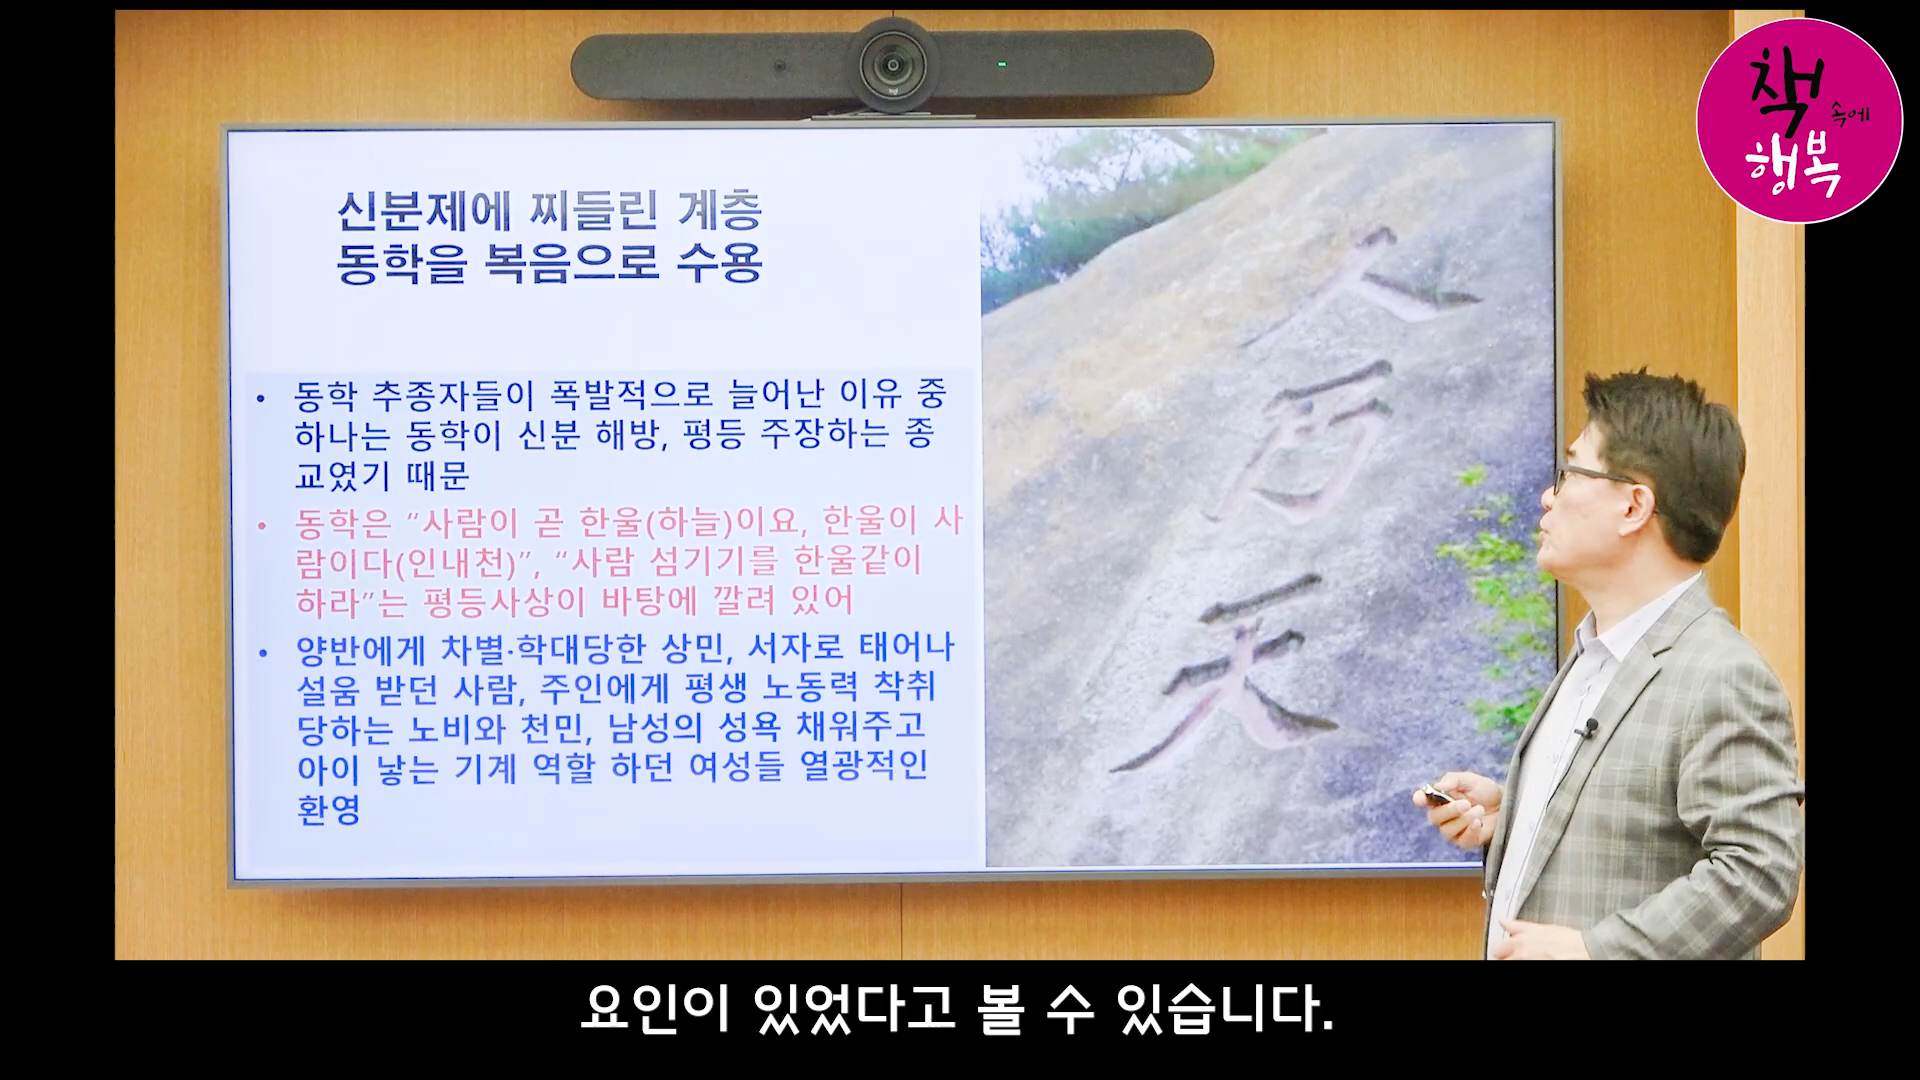 책
속에
행복
신분제에 찌들린 계층
동학을 복음으로 수용
• 동학 추종자들이 폭발적으로 늘어난 이유 중
하나는 동학이 신분 해방, 평등 주장하는 종
교였기 때문
• 동학은 “사람이 곧 한울(하늘)이요, 한울이 사
람이다(인내천)”, “사람 섬기기를 한울같이
하라”는 평등사상이 바탕에 깔려 있어
• 양반에게 차별·학대당한 상민, 서자로 태어나
설움 받던 사람, 주인에게 평생 노동력 착취
당하는 노비와 천민, 남성의 성욕 채워주고
아이 낳는 기계 역할 하던 여성들 열광적인
환영
人
乃
天
요인이 있었다고 볼 수 있습니다.